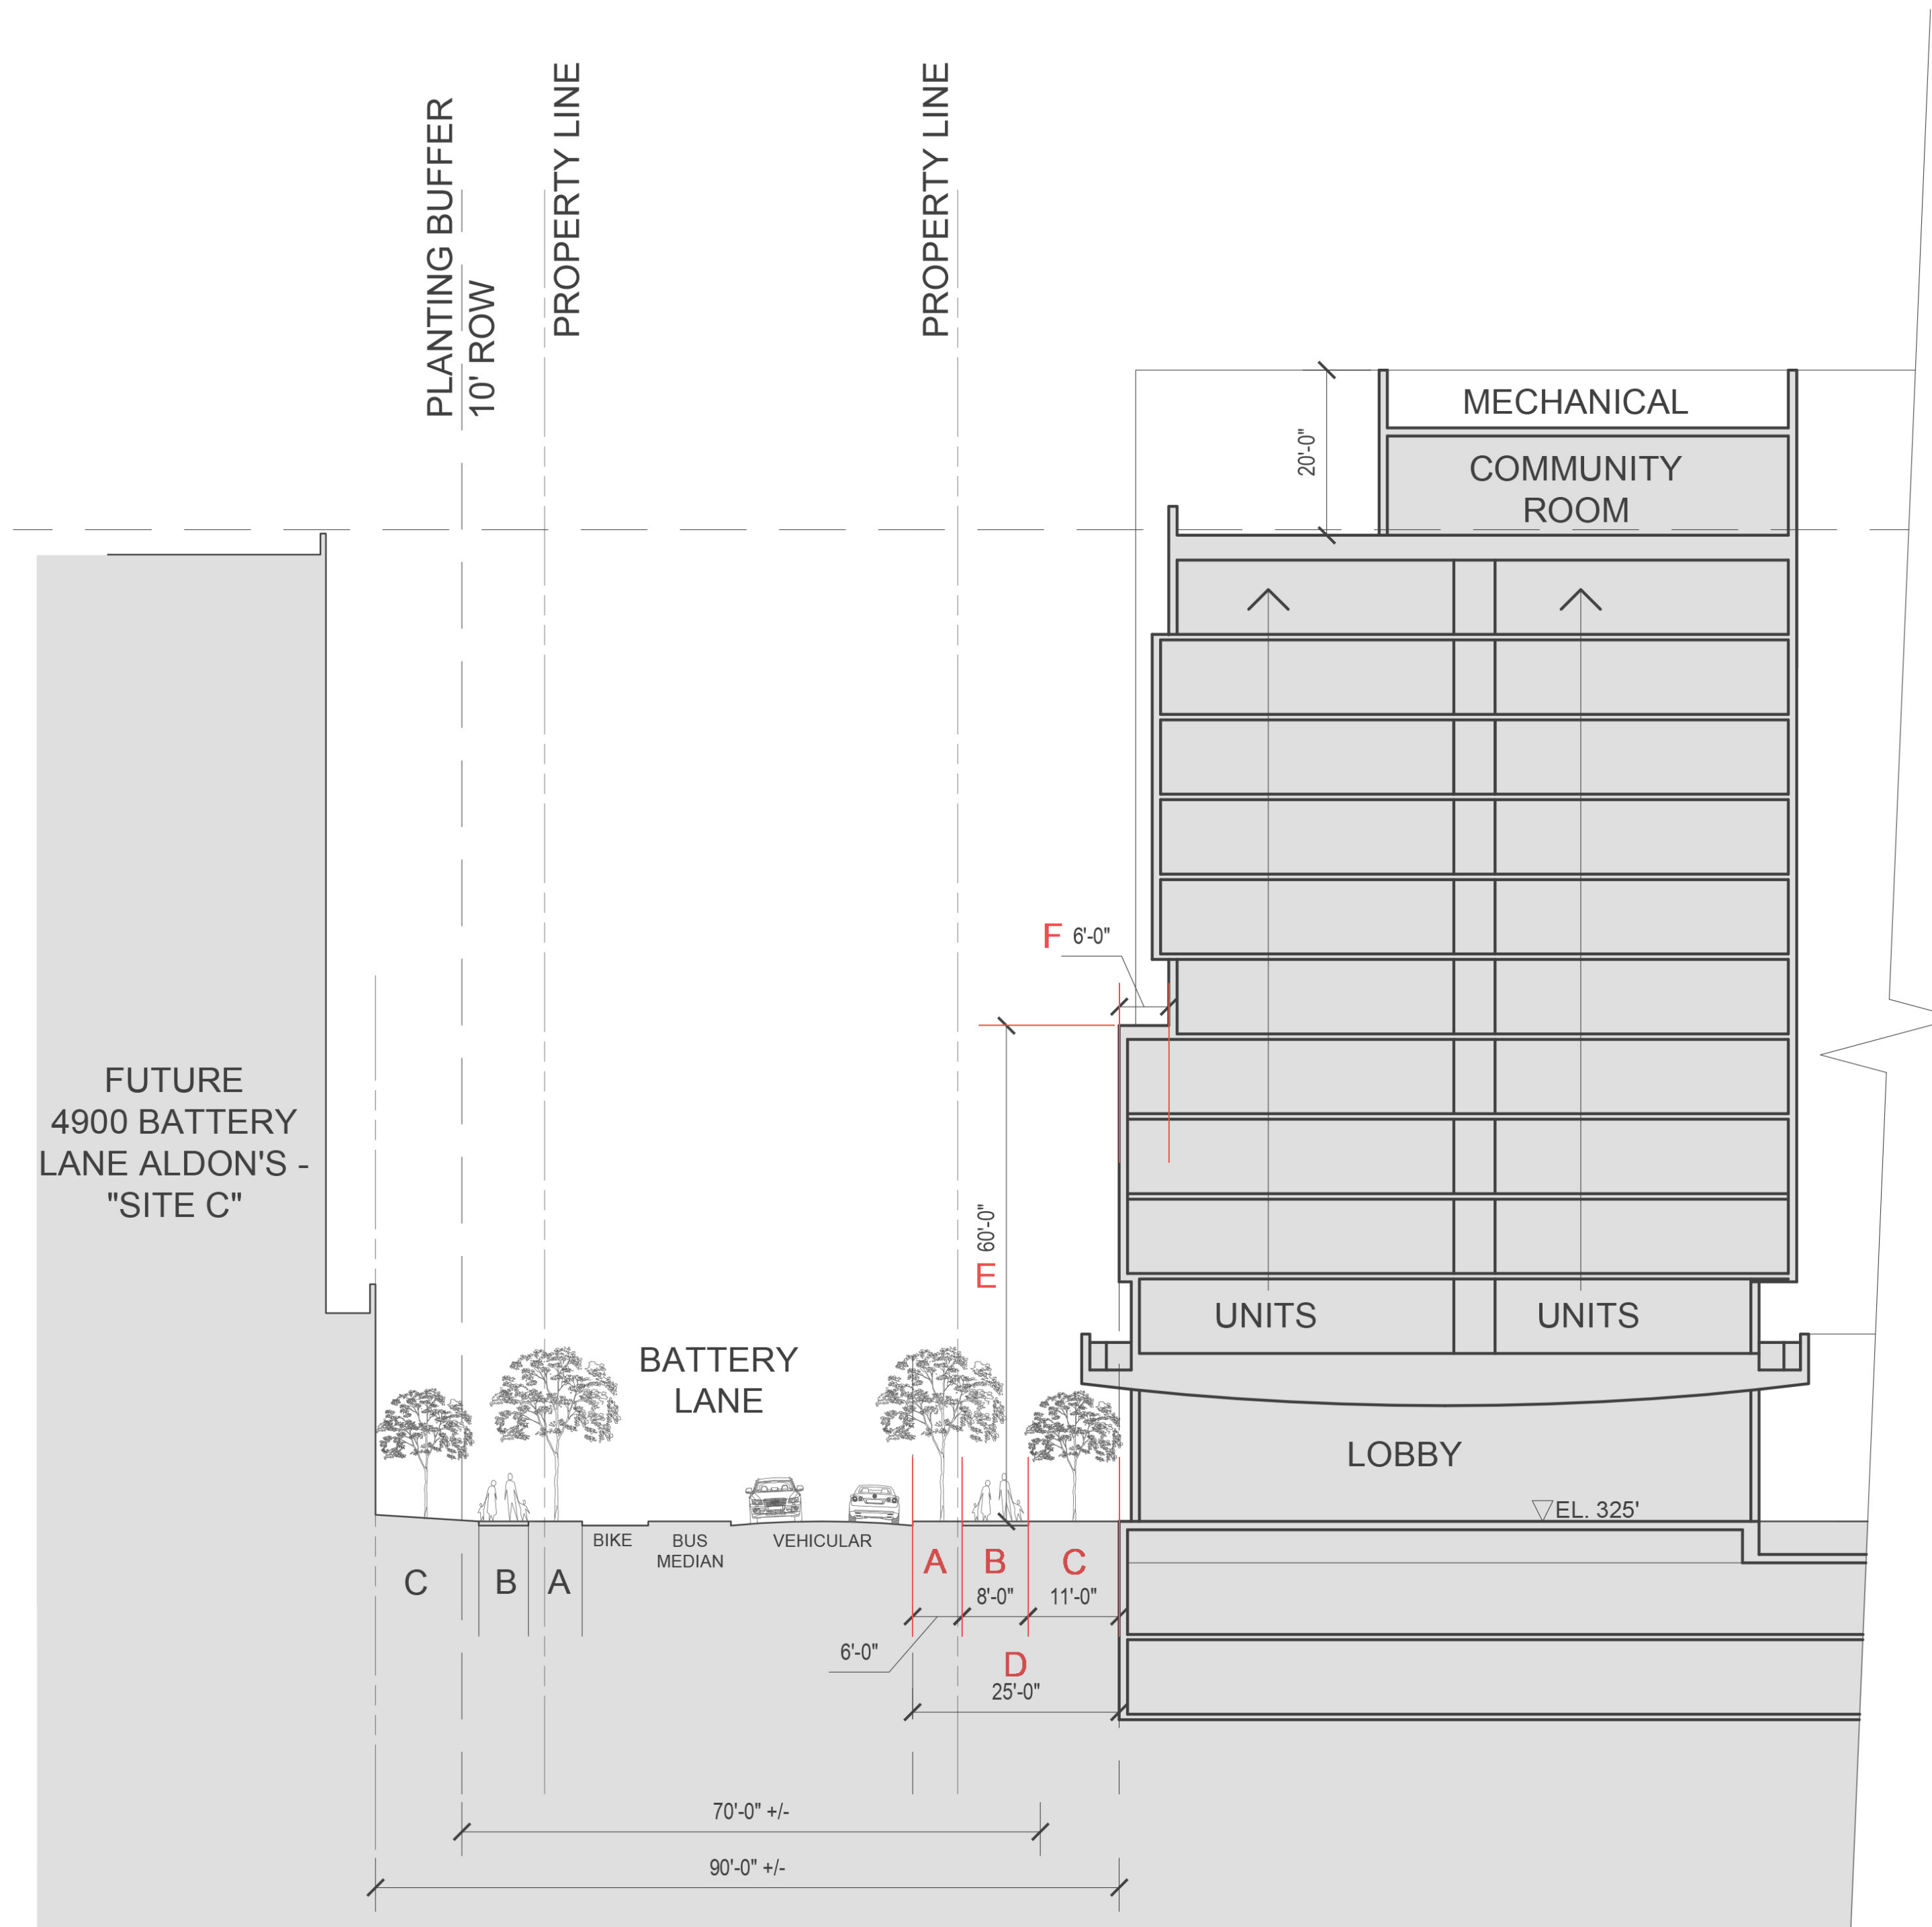 PLANTING BUFFER
10' ROW
PROPERTY LINE
PROPERTY LINE
MECHANICAL
20'-0"
COMMUNITY
ROOM
F 6'-0"
FUTURE
4900 BATTERY
LANE ALDON'S -
"SITE C"
60'-0"
E
UNITS
UNITS
BATTERY
LANE
LOBBY
EL. 325'
BIKE
BUS
MEDIAN
VEHICULAR
C
B
A
A
B
C
8'-0"
11'-0"
6'-0"
D
25'-0"
70'-0" +/-
90'-0" +/-